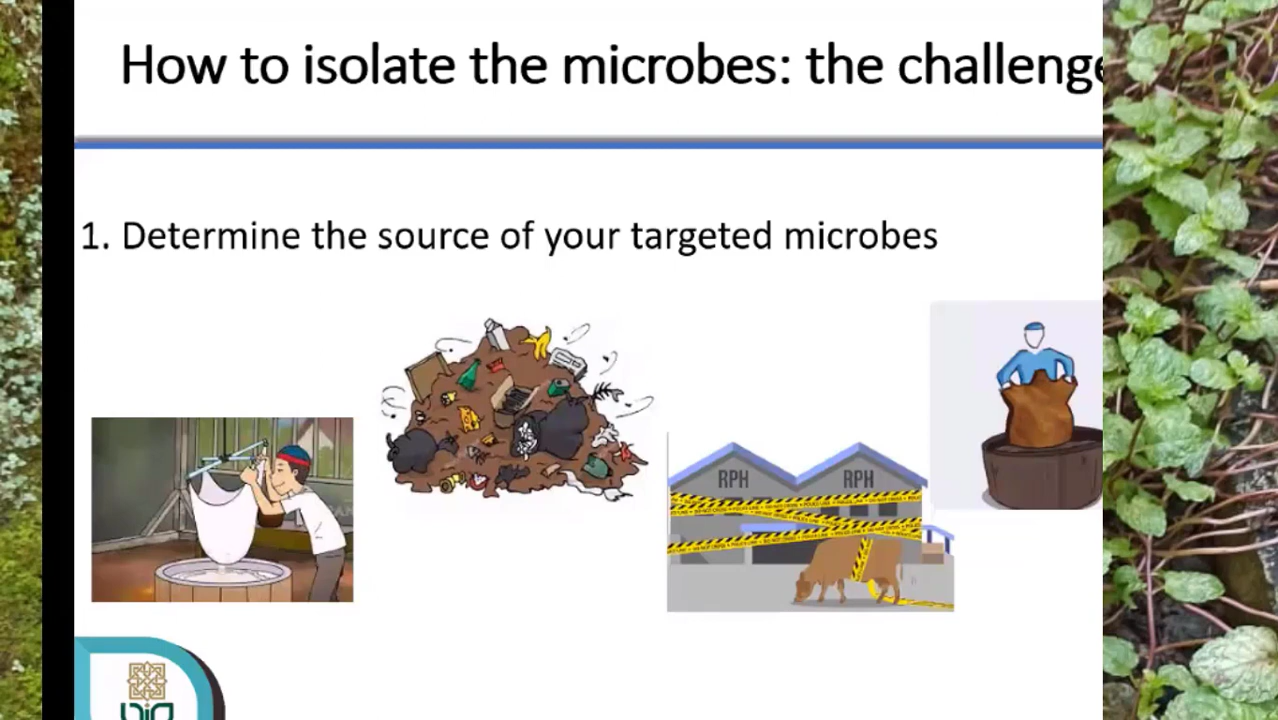 How to isolate the microbes: the challenge
1. Determine the source of your targeted microbes
RPH RPH